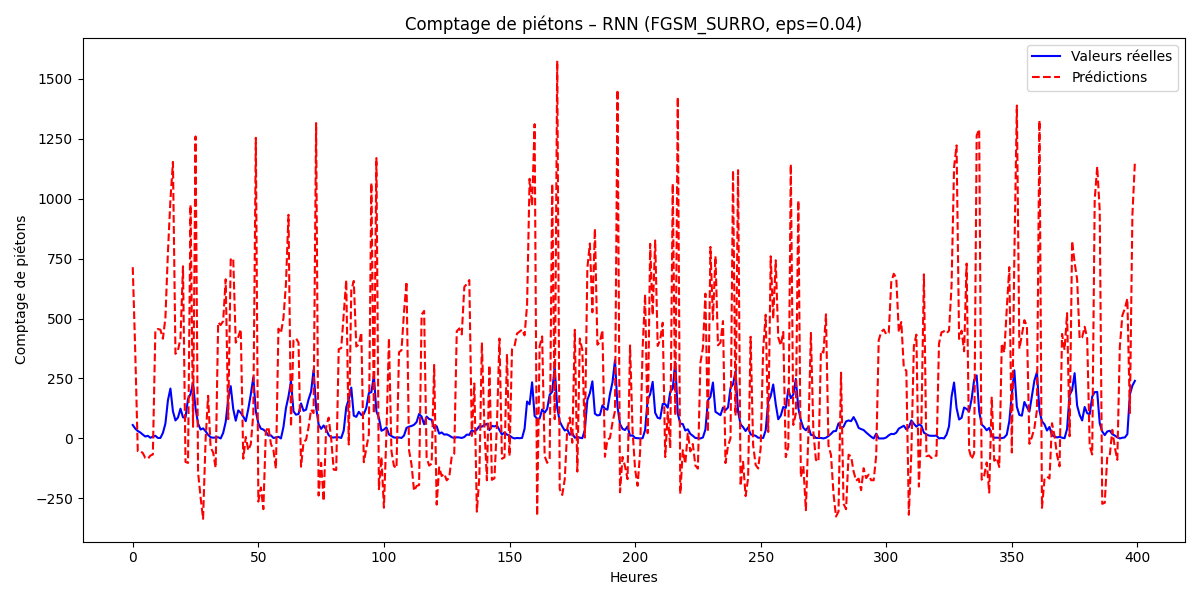 Comptage de piétons – RNN (FGSM_SURRO, eps=0.04)
Valeurs réelles
Prédictions
Comptage de piétons
1500
1250
1000
750
500
250
0
−250
0 50 100 150 200 250 300 350 400
Heures